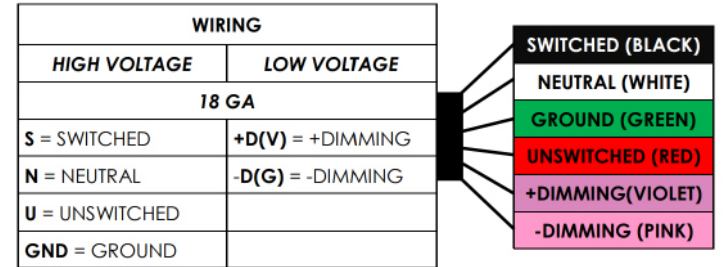 WIRING
HIGH VOLTAGE LOW VOLTAGE
18 GA
S = SWITCHED +D(V) = +DIMMING
N = NEUTRAL -D(G) = -DIMMING
U = UNSWITCHED
GND = GROUND
SWITCHED (BLACK)
NEUTRAL (WHITE)
GROUND (GREEN)
UNSWITCHED (RED)
+DIMMING(VIOLET)
-DIMMING (PINK)